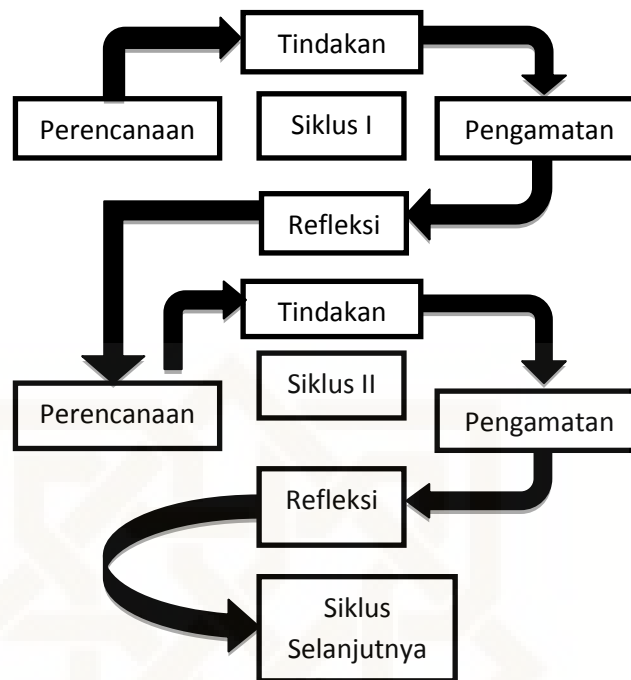 Tindakan
Perencanaan
Siklus I
Pengamatan
Refleksi
Tindakan
Siklus II
Perencanaan
Pengamatan
Refleksi
Siklus
Selanjutnya